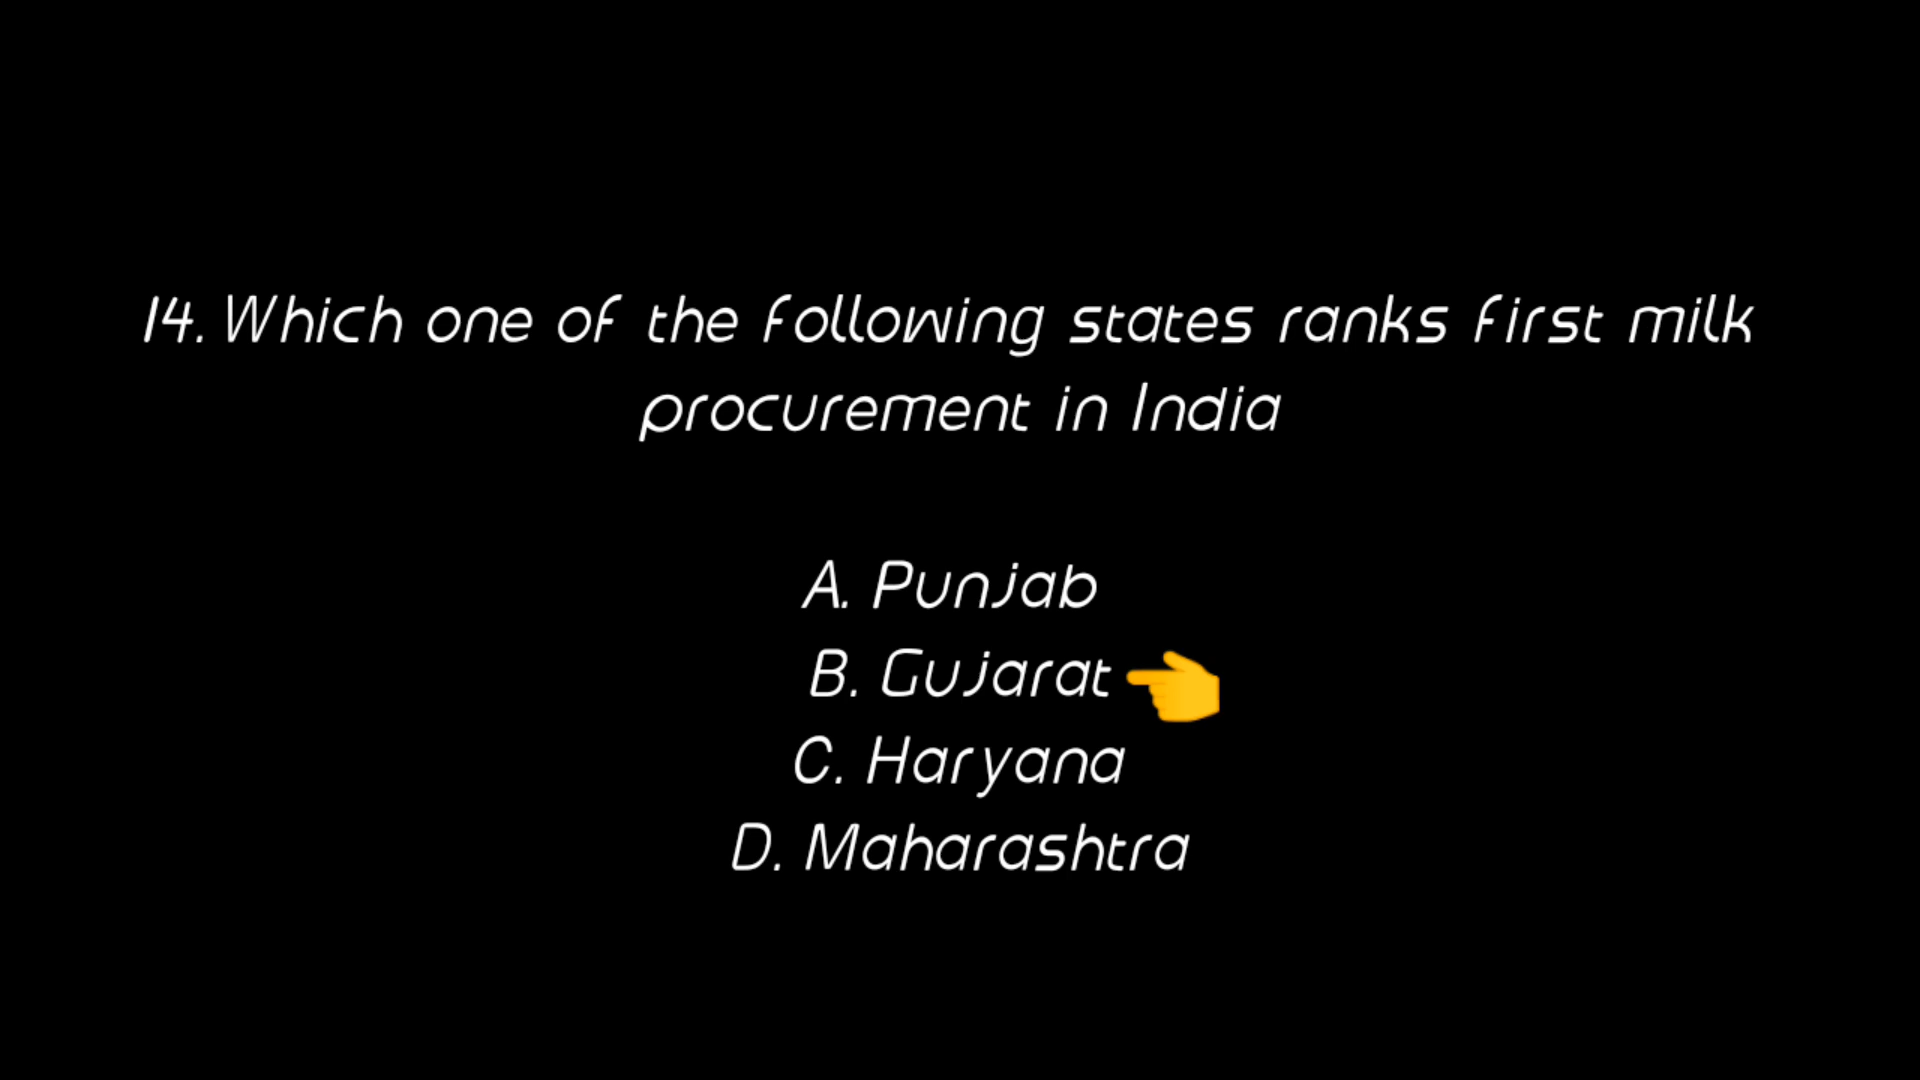 14. Which one of the following states ranks first milk
procurement in India
A. Punjab
B. Gujarat 👈
C. Haryana
D. Maharashtra